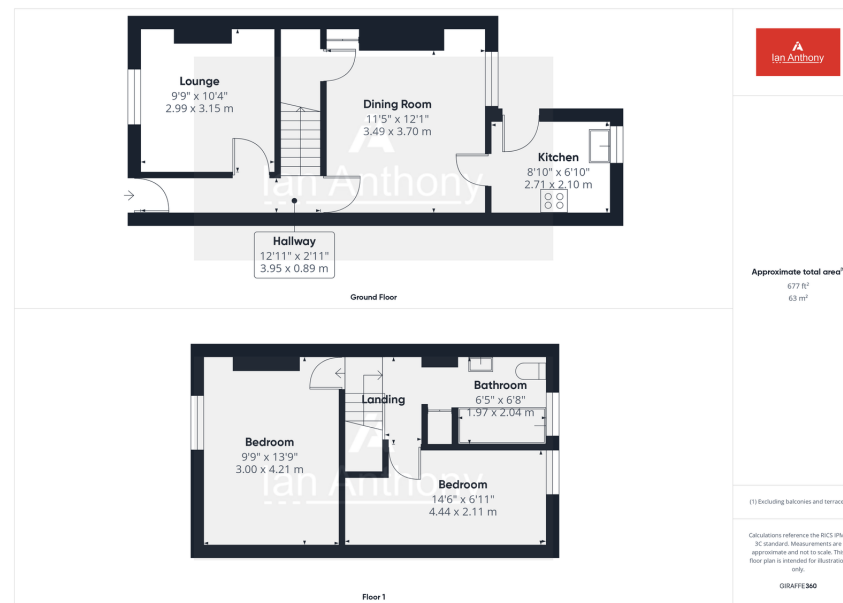 Lounge
9'9" x 10'4"
2.99 x 3.15 m
Dining Room
11'5" x 12'1"
3.49 x 3.70 m
Kitchen
8'10" x 6'10"
2.71 x 2.10 m
Ian Anthony
Hallway
12'11" x 2'11"
3.95 x 0.89 m
Ground Floor
Landing
Bathroom
6'5" x 6'8"
1.97 x 2.04 m
Bedroom
9'9" x 13'9"
3.00 x 4.21 m
Bedroom
14'6" x 6'11"
4.44 x 2.11 m
Ian Anthony
Floor 1
Ian Anthony
Approximate total area
677 ft²
63 m²
(1) Excluding balconies and terrace
Calculations reference the RICS IPM
3C standard. Measurements are
approximate and not to scale. This
floor plan is intended for illustration
only.
GIRAFFE360